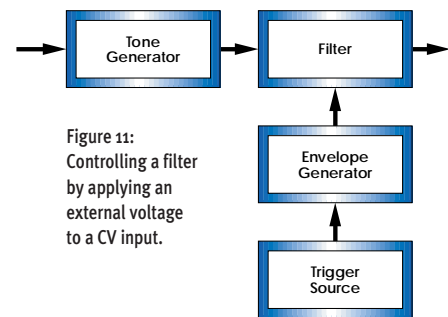 Tone
Generator
Filter
Figure 11:
Controlling a filter
by applying an
external voltage
to a CV input.
Envelope
Generator
Trigger
Source